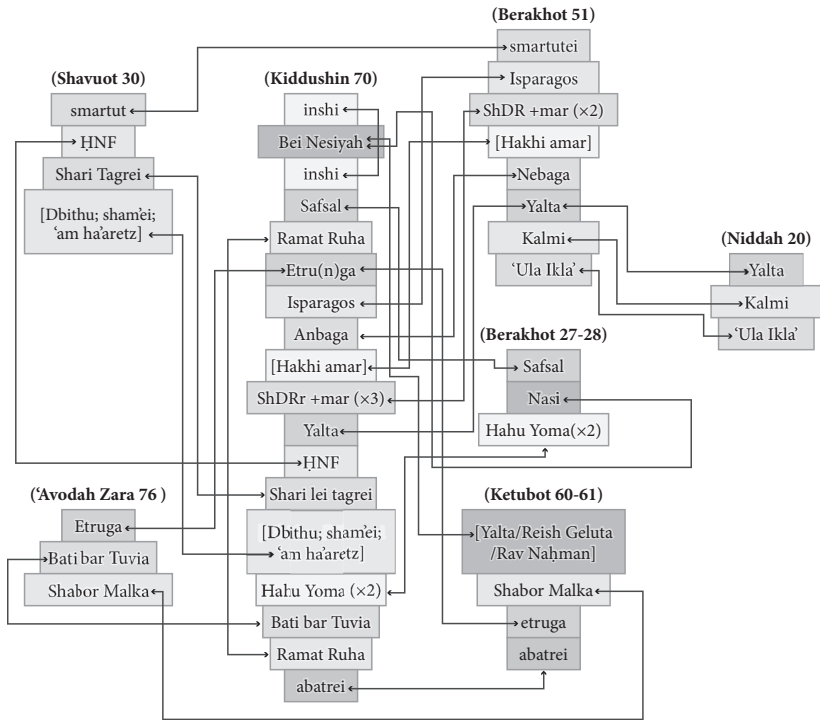 (Berakhot 51)
smartutei
Isparagos
ShDR +mar (×2)
[Hakhi amar]
Nebaga
Yalta
Kalmi
‘Ula Ikla’
(Shavuot 30)
smartut
ḤNF
Shari Tagrei
[Dbithu; sham'ei;
‘am ha’aretz]
(Kiddushin 70)
inshi
Bei Nesiyah
inshi
Safsal
Ramat Ruha
Etru(n)ga
Isparagos
Anbaga
[Hakhi amar]
ShDRr +mar (×3)
Yalta
ḤNF
Shari lei tagrei
[Dbithu; sham'ei;
‘am ha’aretz]
Hahu Yoma (×2)
Bati bar Tuvia
Ramat Ruha
abatrei
(Niddah 20)
Yalta
Kalmi
‘Ula Ikla’
(Berakhot 27-28)
Safsal
Nasi
Hahu Yoma(×2)
(‘Avodah Zara 76 )
Etruga
Bati bar Tuvia
Shabor Malka
(Ketubot 60-61)
[Yalta/Reish Geluta
/Rav Naḥman]
Shabor Malka
etruga
abatrei